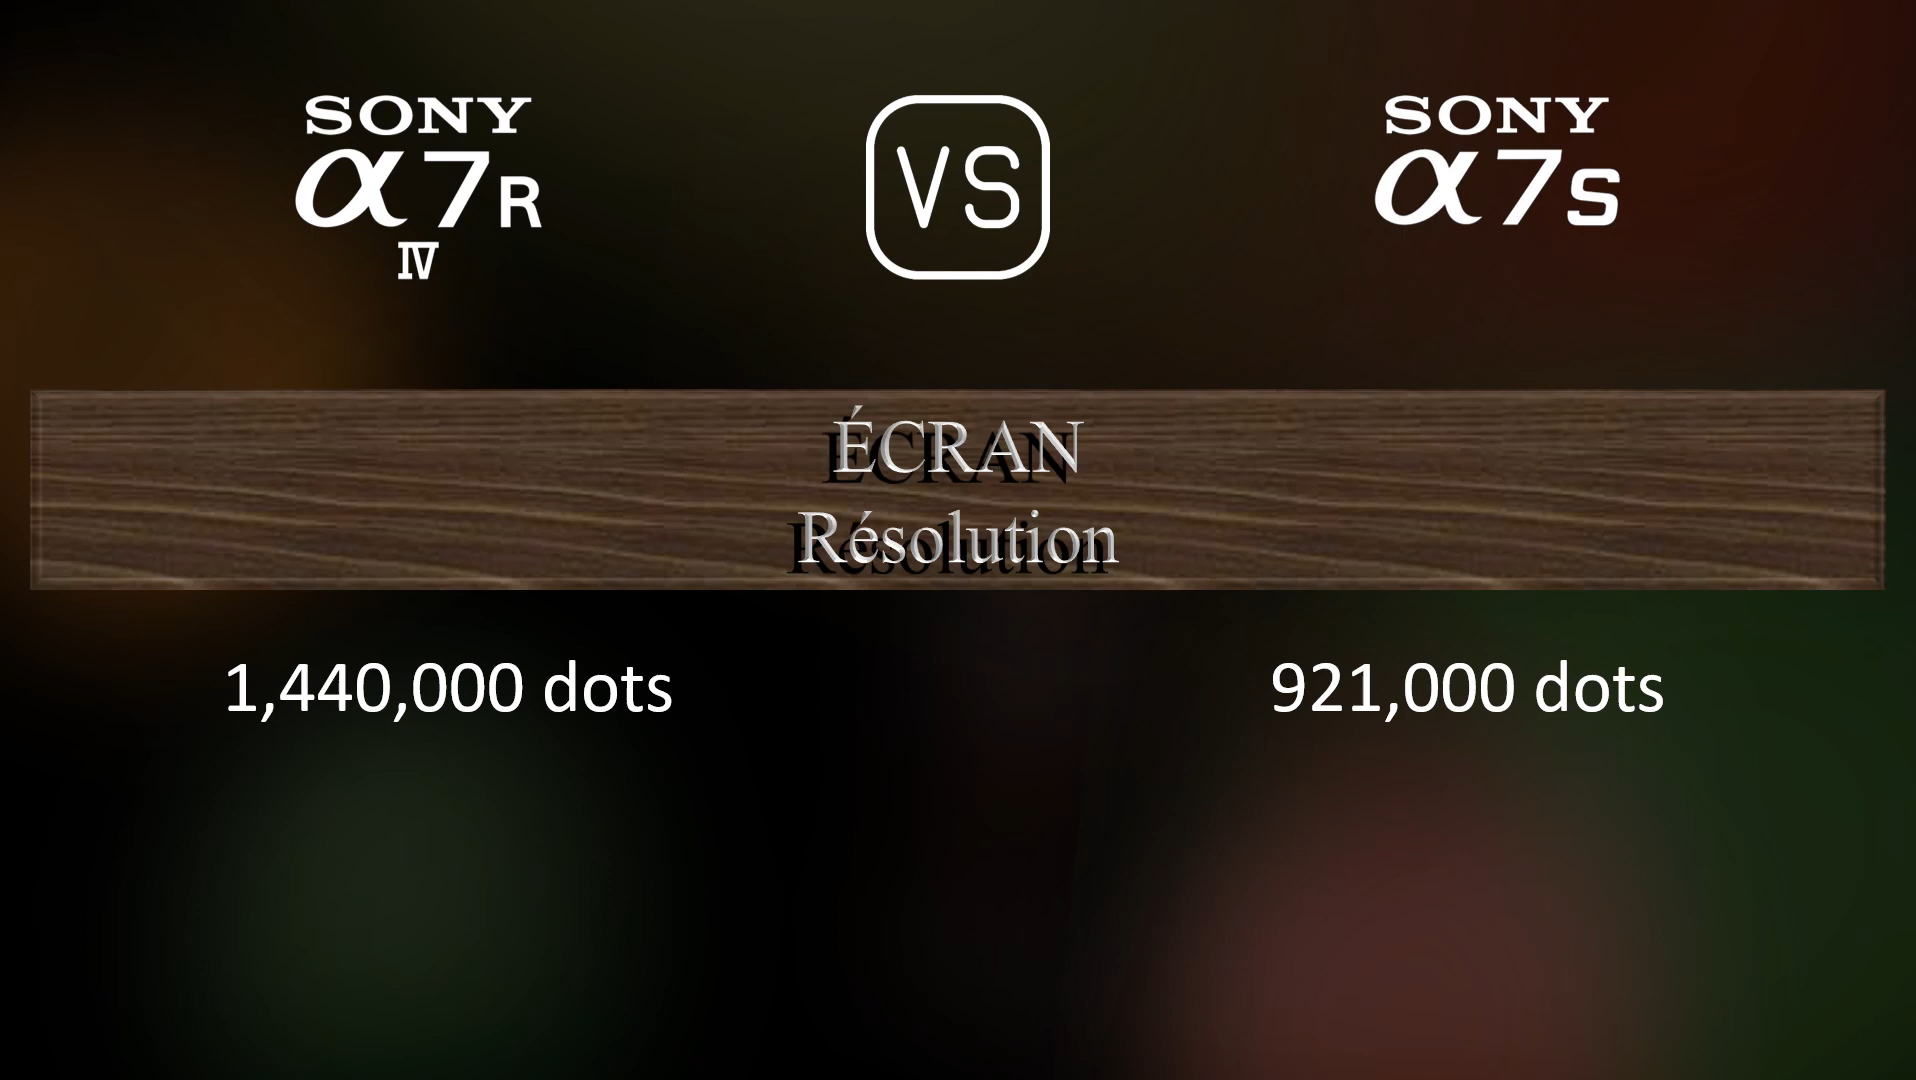 SONY
α7R
IV
VS
SONY
α7S
ÉCRAN
Résolution
1,440,000 dots
921,000 dots